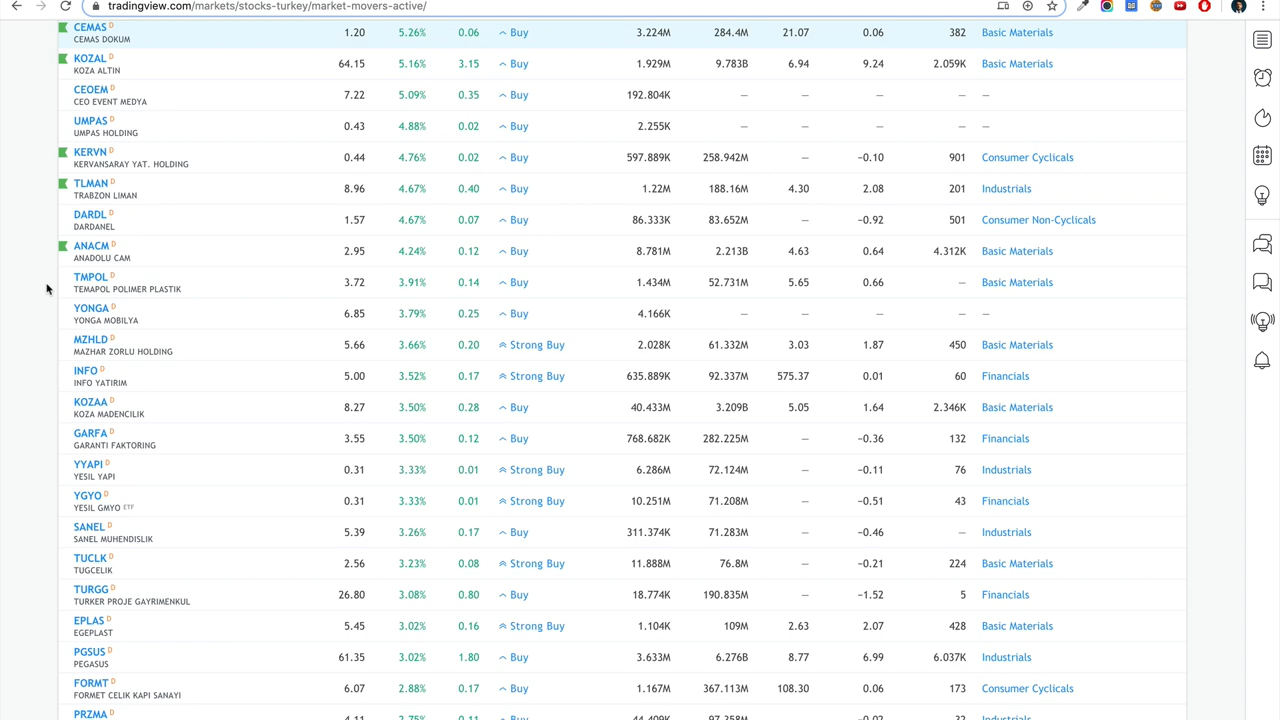 tradingview.com/markets/stocks-turkey/market-movers-active/
CEMAS D 1.20 5.26% 0.06 Buy 3.224M 284.4M 21.07 0.06 382 Basic Materials
CEMAS DOKUM
KOZAL D 64.15 5.16% 3.15 Buy 1.929M 9.783B 6.94 9.24 2.059K Basic Materials
KOZA ALTIN
CEOEM D 7.22 5.09% 0.35 Buy 192.804K — — — — —
CEO EVENT MEDYA
UMPAS D 0.43 4.88% 0.02 Buy 2.255K — — — — —
UMPAS HOLDING
KERVN D 0.44 4.76% 0.02 Buy 597.889K 258.942M — −0.10 901 Consumer Cyclicals
KERVANSARAY YAT. HOLDING
TLMAN D 8.96 4.67% 0.40 Buy 1.22M 188.16M 4.30 2.08 201 Industrials
TRABZON LIMAN
DARDL D 1.57 4.67% 0.07 Buy 86.333K 83.652M — −0.92 501 Consumer Non-Cyclicals
DARDANEL
ANACM D 2.95 4.24% 0.12 Buy 8.781M 2.213B 4.63 0.64 4.312K Basic Materials
ANADOLU CAM
TMPOL D 3.72 3.91% 0.14 Buy 1.434M 52.731M 5.65 0.66 — Basic Materials
TEMAPOL POLIMER PLASTIK
YONGA D 6.85 3.79% 0.25 Buy 4.166K — — — — —
YONGA MOBILYA
MZHLD D 5.66 3.66% 0.20 Strong Buy 2.028K 61.332M 3.03 1.87 450 Basic Materials
MAZHAR ZORLU HOLDING
INFO D 5.00 3.52% 0.17 Strong Buy 635.889K 92.337M 575.37 0.01 60 Financials
INFO YATIRIM
KOZAA D 8.27 3.50% 0.28 Buy 40.433M 3.209B 5.05 1.64 2.346K Basic Materials
KOZA MADENCILIK
GARFA D 3.55 3.50% 0.12 Buy 768.682K 282.225M — −0.36 132 Financials
GARANTI FAKTORING
YYAPI D 0.31 3.33% 0.01 Strong Buy 6.286M 72.124M — −0.11 76 Industrials
YESIL YAPI
YGYO D 0.31 3.33% 0.01 Strong Buy 10.251M 71.208M — −0.51 43 Financials
YESIL GMYO ETF
SANEL D 5.39 3.26% 0.17 Buy 311.374K 71.283M — −0.46 — Industrials
SANEL MUHENDISLIK
TUCLK D 2.56 3.23% 0.08 Strong Buy 11.888M 76.8M — −0.21 224 Basic Materials
TUGCELIK
TURGG D 26.80 3.08% 0.80 Buy 18.774K 190.835M — −1.52 5 Financials
TURKER PROJE GAYRIMENKUL
EPLAS D 5.45 3.02% 0.16 Strong Buy 1.104K 109M 2.63 2.07 428 Basic Materials
EGEPLAST
PGSUS D 61.35 3.02% 1.80 Buy 3.633M 6.276B 8.77 6.99 6.037K Industrials
PEGASUS
FORMT D 6.07 2.88% 0.17 Buy 1.167M 367.113M 108.30 0.06 173 Consumer Cyclicals
FORMET CELIK KAPI SANAYI
PRZMA D 4.11 2.75% 0.11 Buy 44.409K 97.358M — −0.02 32 Industrials